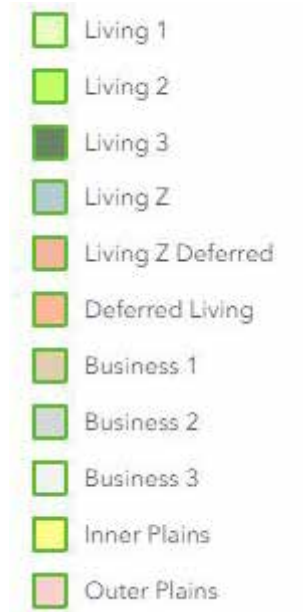 Living 1
Living 2
Living 3
Living Z
Living Z Deferred
Deferred Living
Business 1
Business 2
Business 3
Inner Plains
Outer Plains